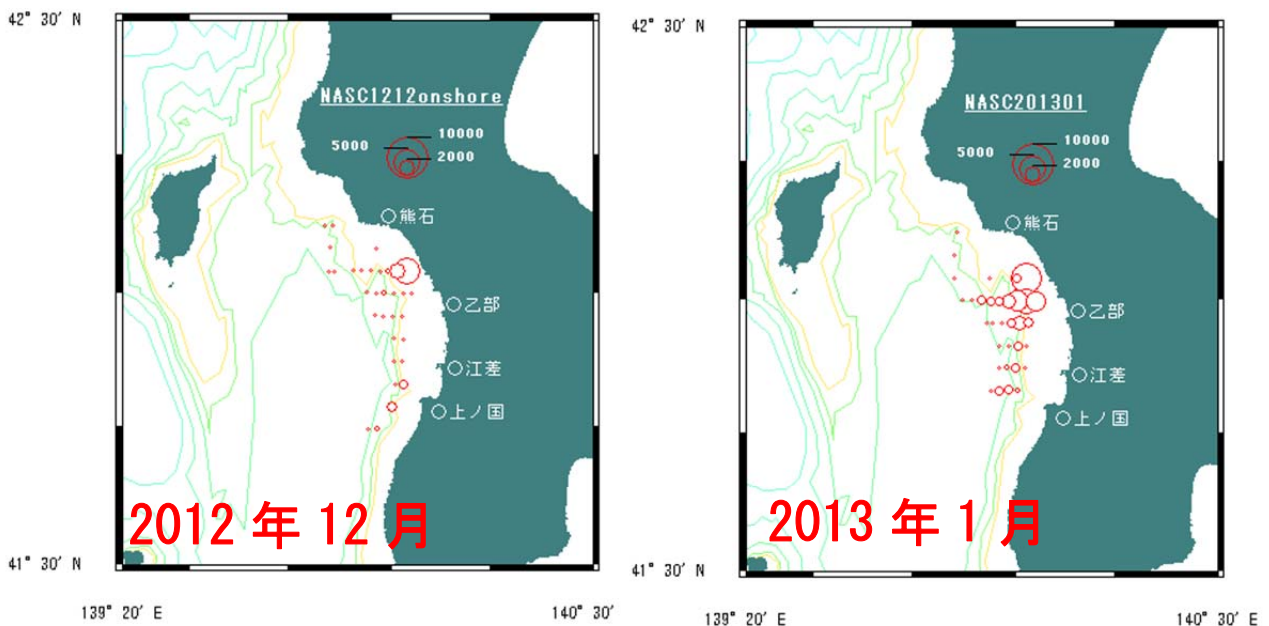 42° 30′ N
NASC1212onshore
10000
5000
2000
熊石
乙部
江差
上ノ国
2012 年 12 月
41° 30′ N
139° 20′ E
140° 30′
42° 30′ N
NASC201301
10000
5000
2000
熊石
乙部
江差
上ノ国
2013 年 1 月
41° 30′ N
139° 20′ E
140° 30′ E